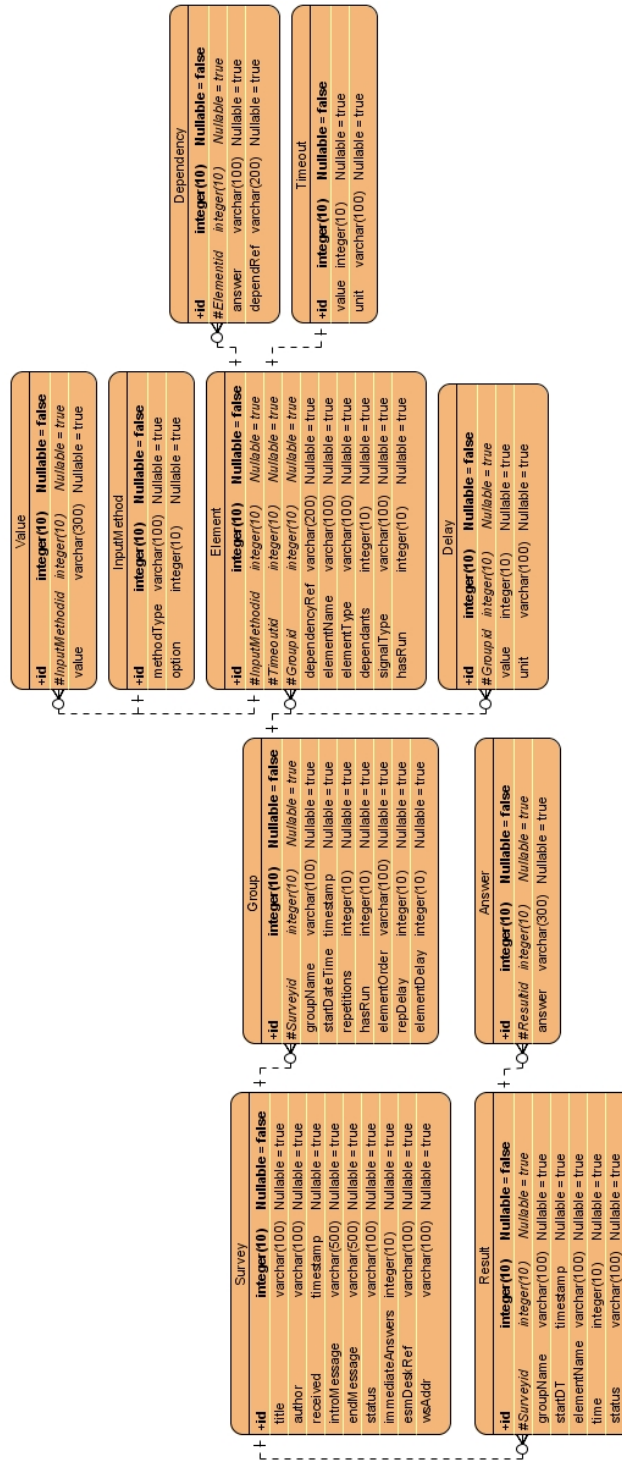 Survey
+id integer(10) Nullable = false
title varchar(100) Nullable = true
author varchar(100) Nullable = true
received timestamp Nullable = true
introMessage varchar(500) Nullable = true
endMessage varchar(500) Nullable = true
status varchar(100) Nullable = true
immediateAnswers integer(10) Nullable = true
esmDeskRef varchar(100) Nullable = true
wsAddr varchar(100) Nullable = true
Result
+id integer(10) Nullable = false
#Surveyid integer(10) Nullable = true
groupName varchar(100) Nullable = true
startDT timestamp Nullable = true
elementName varchar(100) Nullable = true
time integer(10) Nullable = true
status varchar(100) Nullable = true
Group
+id integer(10) Nullable = false
#Surveyid integer(10) Nullable = true
groupName varchar(100) Nullable = true
startDateTime timestamp Nullable = true
repetitions integer(10) Nullable = true
hasRun integer(10) Nullable = true
elementOrder varchar(100) Nullable = true
repDelay integer(10) Nullable = true
elementDelay integer(10) Nullable = true
Answer
+id integer(10) Nullable = false
#Resultid integer(10) Nullable = true
answer varchar(300) Nullable = true
Value
+id integer(10) Nullable = false
#InputMethodid integer(10) Nullable = true
value varchar(300) Nullable = true
InputMethod
+id integer(10) Nullable = false
methodType varchar(100) Nullable = true
option integer(10) Nullable = true
Element
+id integer(10) Nullable = false
#InputMethodid integer(10) Nullable = true
#Timeoutid integer(10) Nullable = true
#Groupid integer(10) Nullable = true
dependencyRef varchar(200) Nullable = true
elementName varchar(100) Nullable = true
elementType varchar(100) Nullable = true
dependants integer(10) Nullable = true
signalType varchar(100) Nullable = true
hasRun integer(10) Nullable = true
Delay
+id integer(10) Nullable = false
#Groupid integer(10) Nullable = true
value integer(10) Nullable = true
unit varchar(100) Nullable = true
Dependency
+id integer(10) Nullable = false
#Elementid integer(10) Nullable = true
answer varchar(100) Nullable = true
dependRef varchar(200) Nullable = true
Timeout
+id integer(10) Nullable = false
value integer(10) Nullable = true
unit varchar(100) Nullable = true